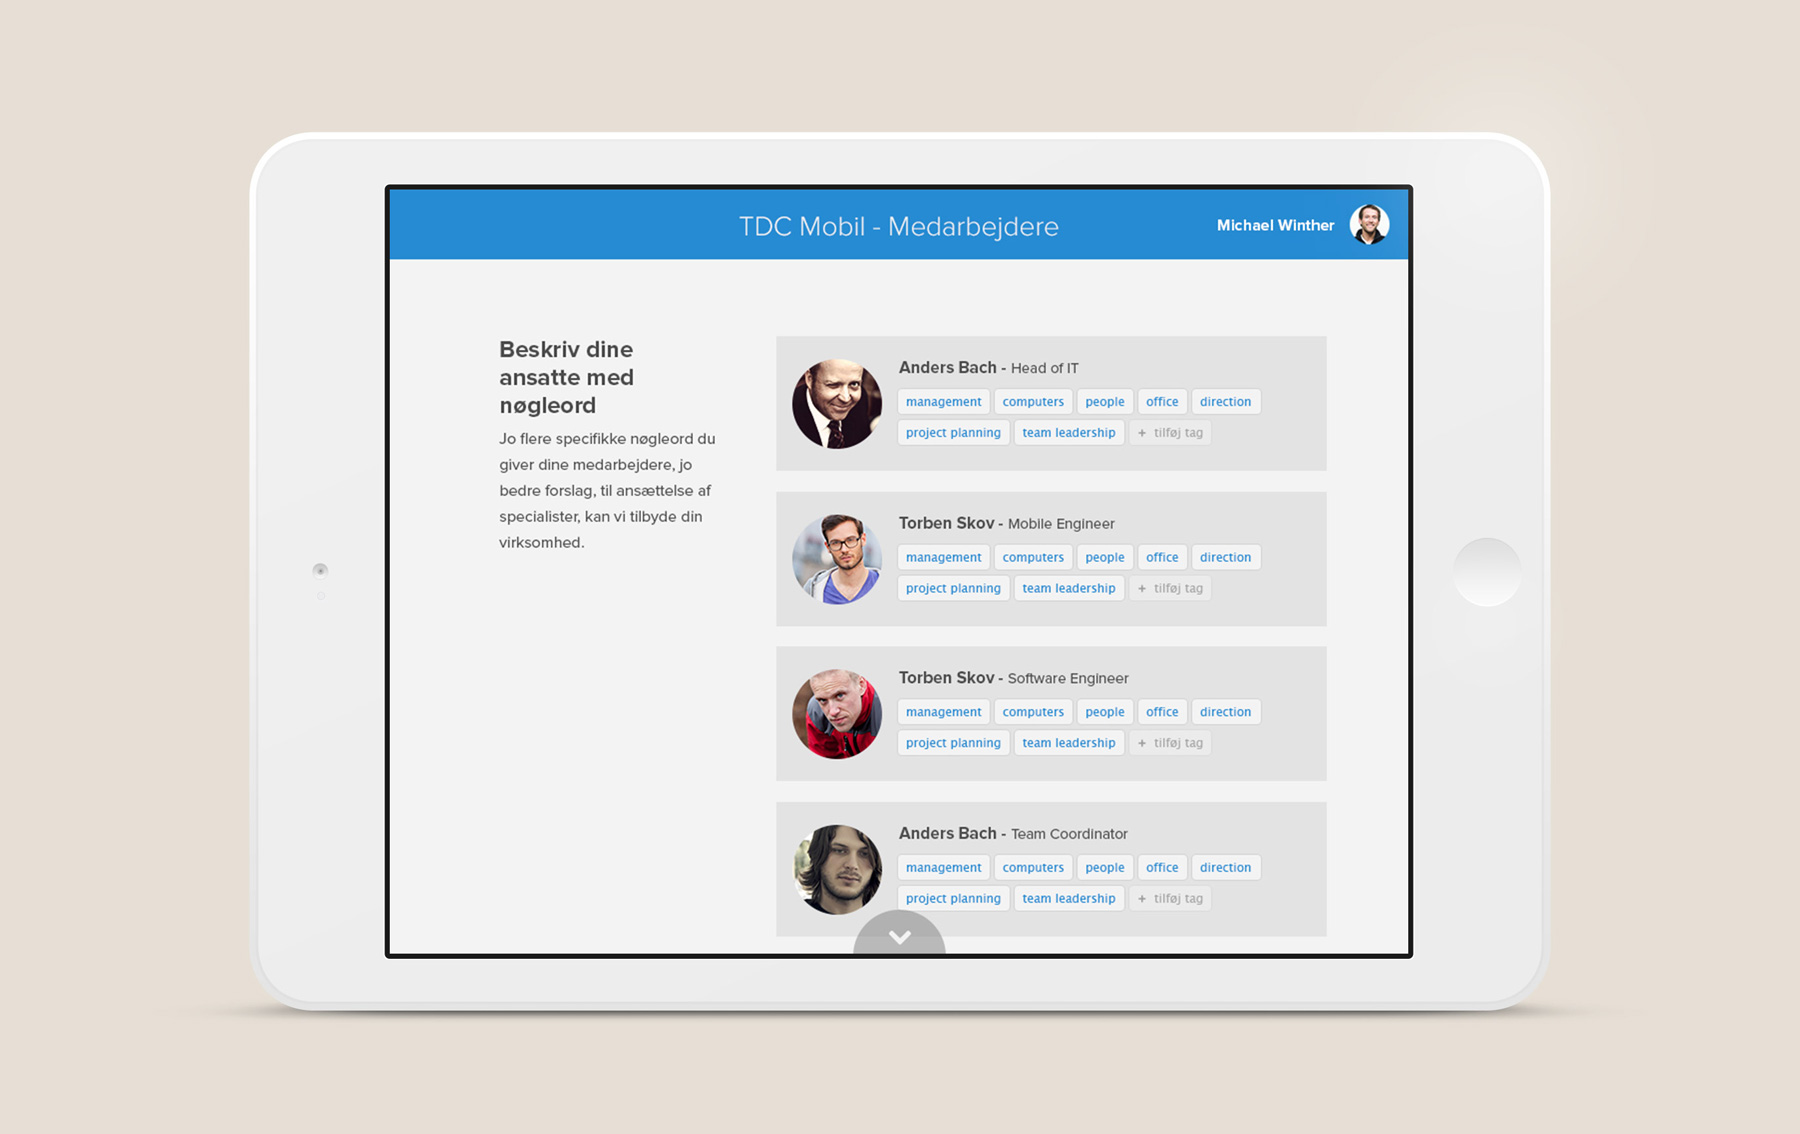 TDC Mobil - Medarbejdere
Michael Winther
Beskriv dine
ansatte med
nøgleord
Jo flere specifikke nøgleord du
giver dine medarbejdere, jo
bedre forslag, til ansættelse af
specialister, kan vi tilbyde din
virksomhed.
Anders Bach - Head of IT
management computers people office direction
project planning team leadership + tilføj tag
Torben Skov - Mobile Engineer
management computers people office direction
project planning team leadership + tilføj tag
Torben Skov - Software Engineer
management computers people office direction
project planning team leadership + tilføj tag
Anders Bach - Team Coordinator
management computers people office direction
project planning team leadership + tilføj tag